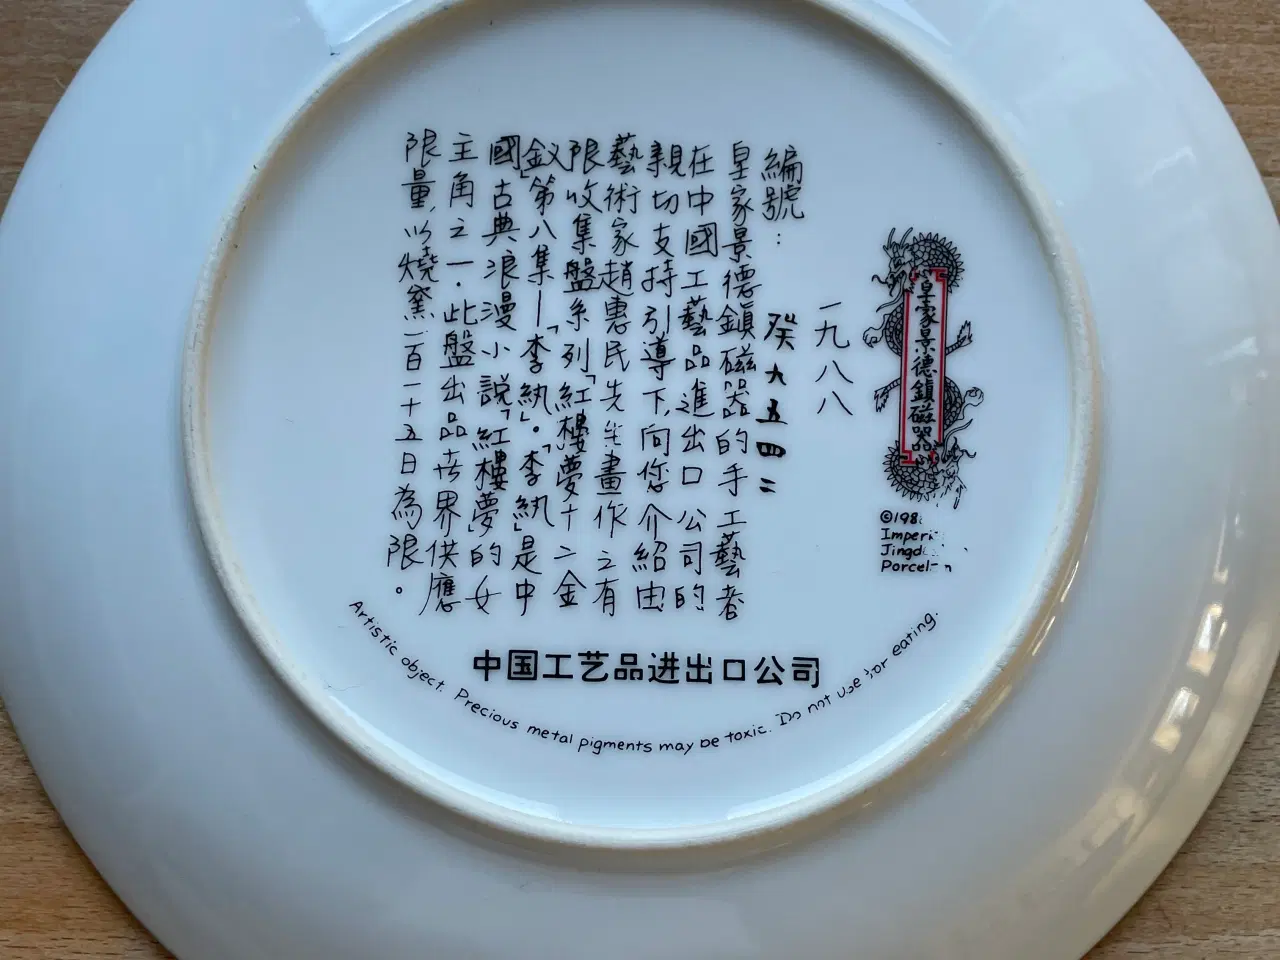 皇家景德鎮磁器
©198
Imperi
Jingd
Porcel
一九八八
編號：癸六五四二
皇家景德鎮磁器的手工藝者
在中國工藝品進出口公司的
親切支持引導下,向您介紹由
藝術家趙惠民先生畫作之有
限收集盤系列「紅樓夢十二金
釵」第八集—「李紈」。「李紈」是中
國古典浪漫小說「紅樓夢」的女
主角之一.此盤出品世界供應
限量,以燒窯一百一十五日為限。
中国工艺品进出口公司
Artistic object. Precious metal pigments may be toxic. Do not use for eating.